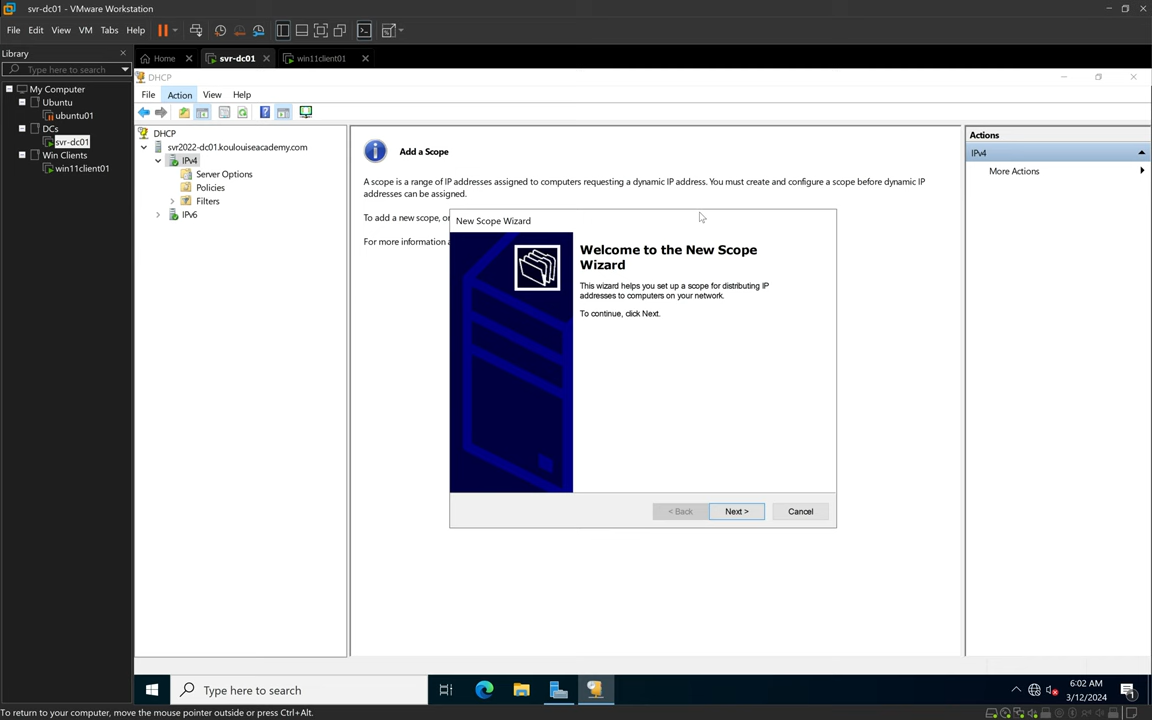 svr-dc01 - VMware Workstation
File Edit View VM Tabs Help
Library
Type here to search
My Computer
Ubuntu
ubuntu01
DCs
svr-dc01
Win Clients
win11client01
Home
svr-dc01
win11client01
DHCP
File Action View Help
DHCP
svr2022-dc01.koulouiseacademy.com
IPv4
Server Options
Policies
Filters
IPv6
Add a Scope
A scope is a range of IP addresses assigned to computers requesting a dynamic IP address. You must create and configure a scope before dynamic IP
addresses can be assigned.
To add a new scope, on
For more information a
New Scope Wizard
Welcome to the New Scope
Wizard
This wizard helps you set up a scope for distributing IP
addresses to computers on your network.
To continue, click Next.
< Back Next > Cancel
Actions
IPv4
More Actions
Type here to search
6:02 AM
3/12/2024
1
To return to your computer, move the mouse pointer outside or press Ctrl+Alt.